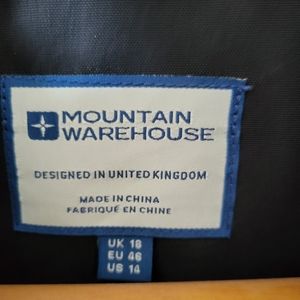 MOUNTAIN
WAREHOUSE
DESIGNED IN UNITED KINGDOM
MADE IN CHINA
FABRIQUÉ EN CHINE
UK 18
EU 46
US 14